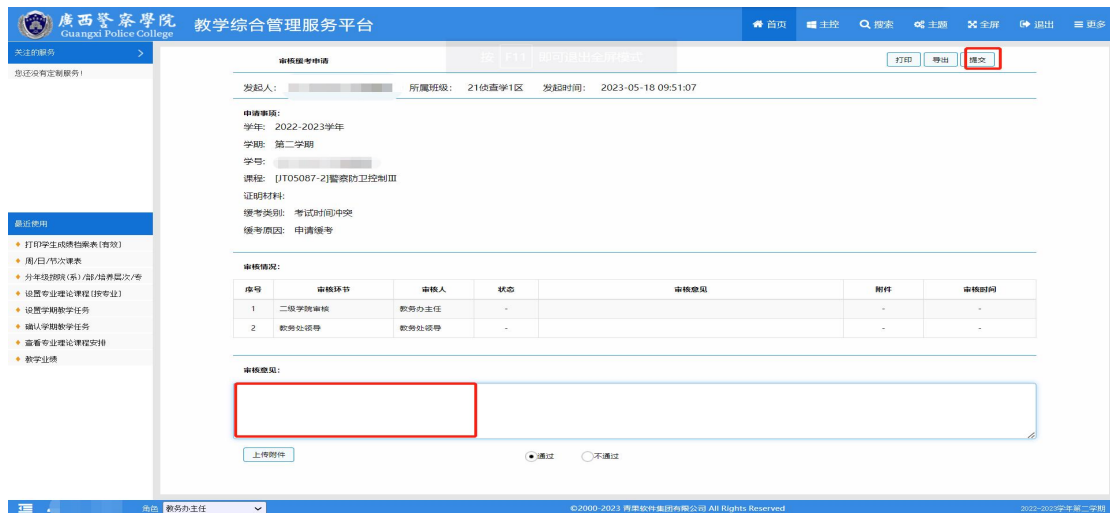 廣西警察學院 教学综合管理服务平台 首页 主控 搜索 主题 全屏 退出 更多
Guangxi Police College
关注的服务 >
您还没有定制服务!
按 F11 即可退出全屏模式
审核缓考申请 打印 导出 提交
发起人: 所属班级: 21侦查学1区 发起时间: 2023-05-18 09:51:07
申请事项:
学年: 2022-2023学年
学期: 第二学期
学号:
课程: [JT05087-2]警察防卫控制III
证明材料:
缓考类别: 考试时间冲突
缓考原因: 申请缓考
最近使用
打印学生成绩档案表[有效]
周/日/节次课表
分年级按院(系)/部/培养层次/专
设置专业理论课程[按专业]
设置学期教学任务
确认学期教学任务
查看专业理论课程安排
教学业绩
审核情况:
序号 审核环节 审核人 状态 审核意见 附件 审核时间
1 二级学院审核 教务办主任 - - -
2 教务处领导 教务处领导 - - -
审核意见:
上传附件 通过 不通过
角色 教务办主任 ©2000-2023 青果软件集团有限公司 All Rights Reserved 2022-2023学年第二学期